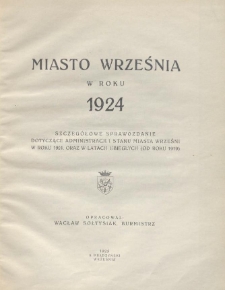 MIASTO WRZEŚNIA
W ROKU
1924
SZCZEGÓŁOWE SPRAWOZDANIE
DOTYCZĄCE ADMINISTRACJI I STANU MIASTA WRZEŚNI
W ROKU 1924, ORAZ W LATACH UBIEGŁYCH (OD ROKU
OPRACOWAŁ
WACŁAW SOŁTYSIAK BURMISTRZ